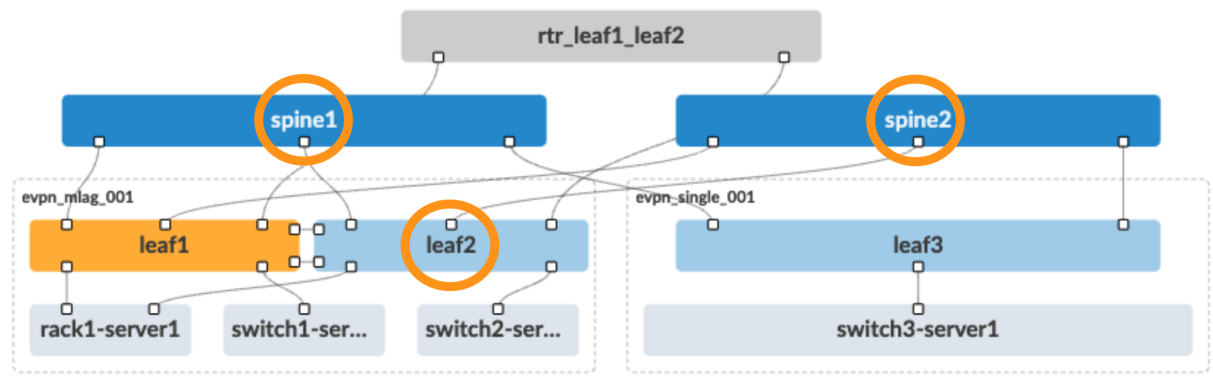 rtr_leaf1_leaf2
spine1
spine2
evpn_mlag_001
evpn_single_001
leaf1
leaf2
leaf3
rack1-server1
switch1-ser...
switch2-ser...
switch3-server1